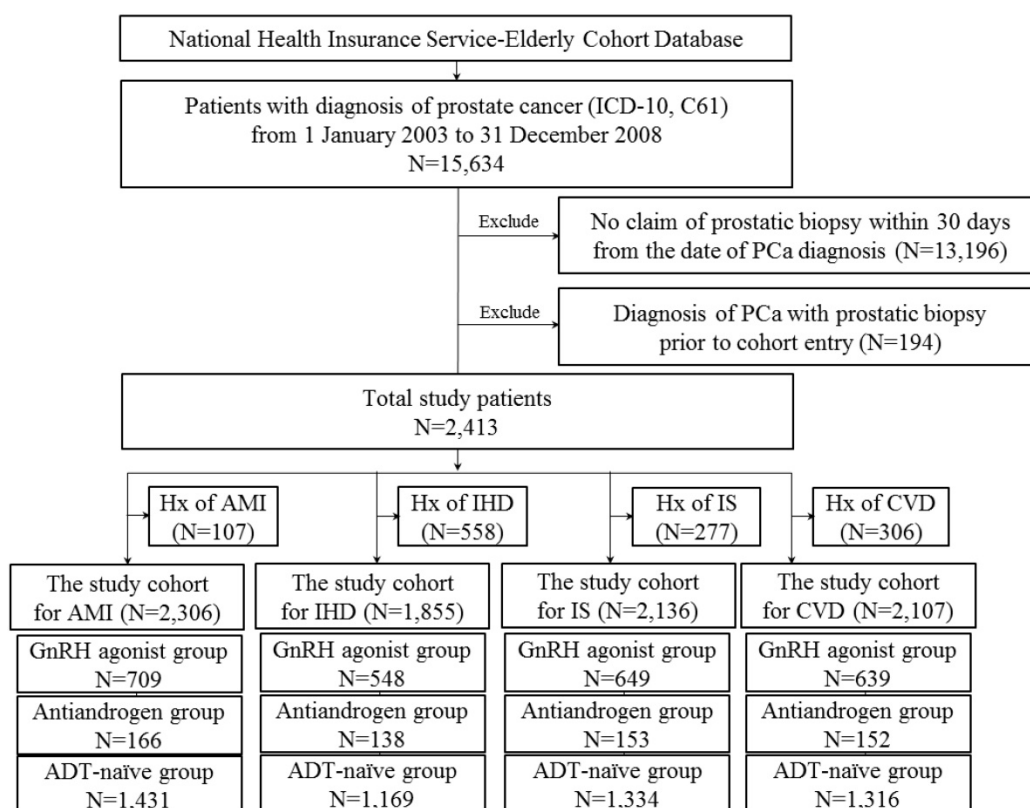 National Health Insurance Service-Elderly Cohort Database
Patients with diagnosis of prostate cancer (ICD-10, C61)
from 1 January 2003 to 31 December 2008
N=15,634
Exclude
No claim of prostatic biopsy within 30 days
from the date of PCa diagnosis (N=13,196)
Exclude
Diagnosis of PCa with prostatic biopsy
prior to cohort entry (N=194)
Total study patients
N=2,413
Hx of AMI
(N=107)
Hx of IHD
(N=558)
Hx of IS
(N=277)
Hx of CVD
(N=306)
The study cohort
for AMI (N=2,306)
The study cohort
for IHD (N=1,855)
The study cohort
for IS (N=2,136)
The study cohort
for CVD (N=2,107)
GnRH agonist group
N=709
GnRH agonist group
N=548
GnRH agonist group
N=649
GnRH agonist group
N=639
Antiandrogen group
N=166
Antiandrogen group
N=138
Antiandrogen group
N=153
Antiandrogen group
N=152
ADT-naïve group
N=1,431
ADT-naïve group
N=1,169
ADT-naïve group
N=1,334
ADT-naïve group
N=1,316